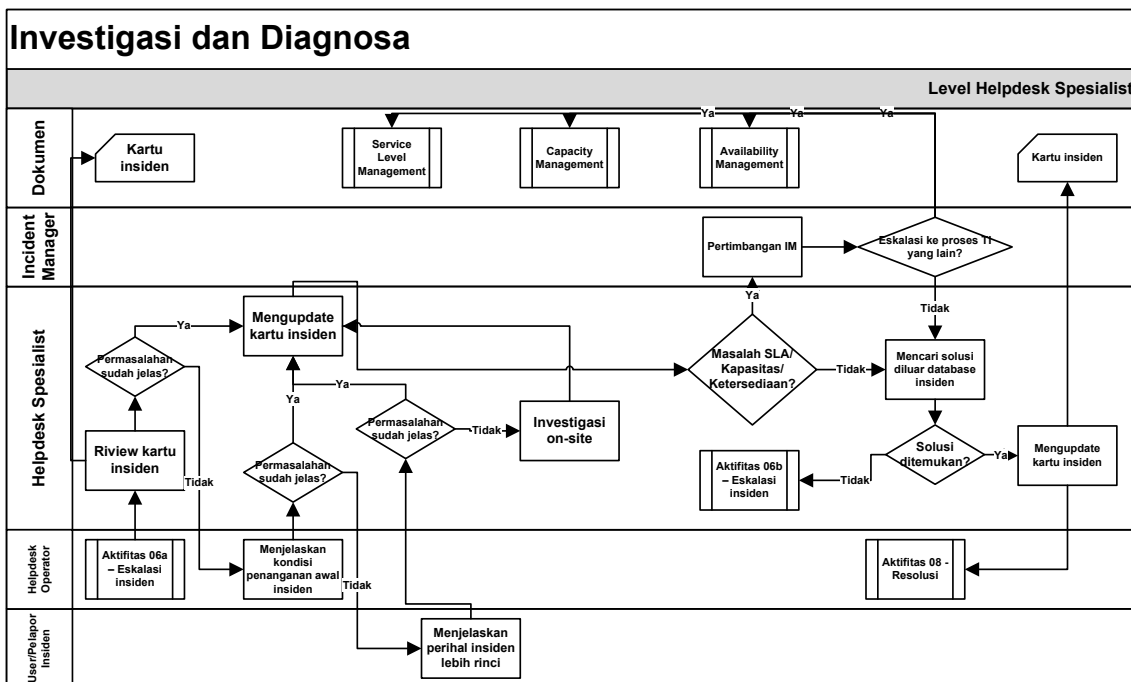 Investigasi dan Diagnosa
Level Helpdesk Spesialist
Dokumen
Kartu
insiden
Service
Level
Management
Capacity
Management
Availability
Management
Ya
Ya
Ya
Kartu insiden
Incident
Manager
Pertimbangan IM
Eskalasi ke proses TI
yang lain?
Helpdesk Spesialist
Ya
Mengupdate
kartu insiden
Ya
Tidak
Permasalahan
sudah jelas?
Masalah SLA/
Kapasitas/
Ketersediaan?
Tidak
Mencari solusi
diluar database
insiden
Ya
Ya
Permasalahan
sudah jelas?
Tidak
Investigasi
on-site
Riview kartu
insiden
Tidak
Permasalahan
sudah jelas?
Aktifitas 06b
– Eskalasi
insiden
Tidak
Solusi
ditemukan?
Ya
Mengupdate
kartu insiden
Helpdesk
Operator
Aktifitas 06a
– Eskalasi
insiden
Menjelaskan
kondisi
penanganan awal
insiden
Tidak
Aktifitas 08 -
Resolusi
User/Pelapor
Insiden
Menjelaskan
perihal insiden
lebih rinci